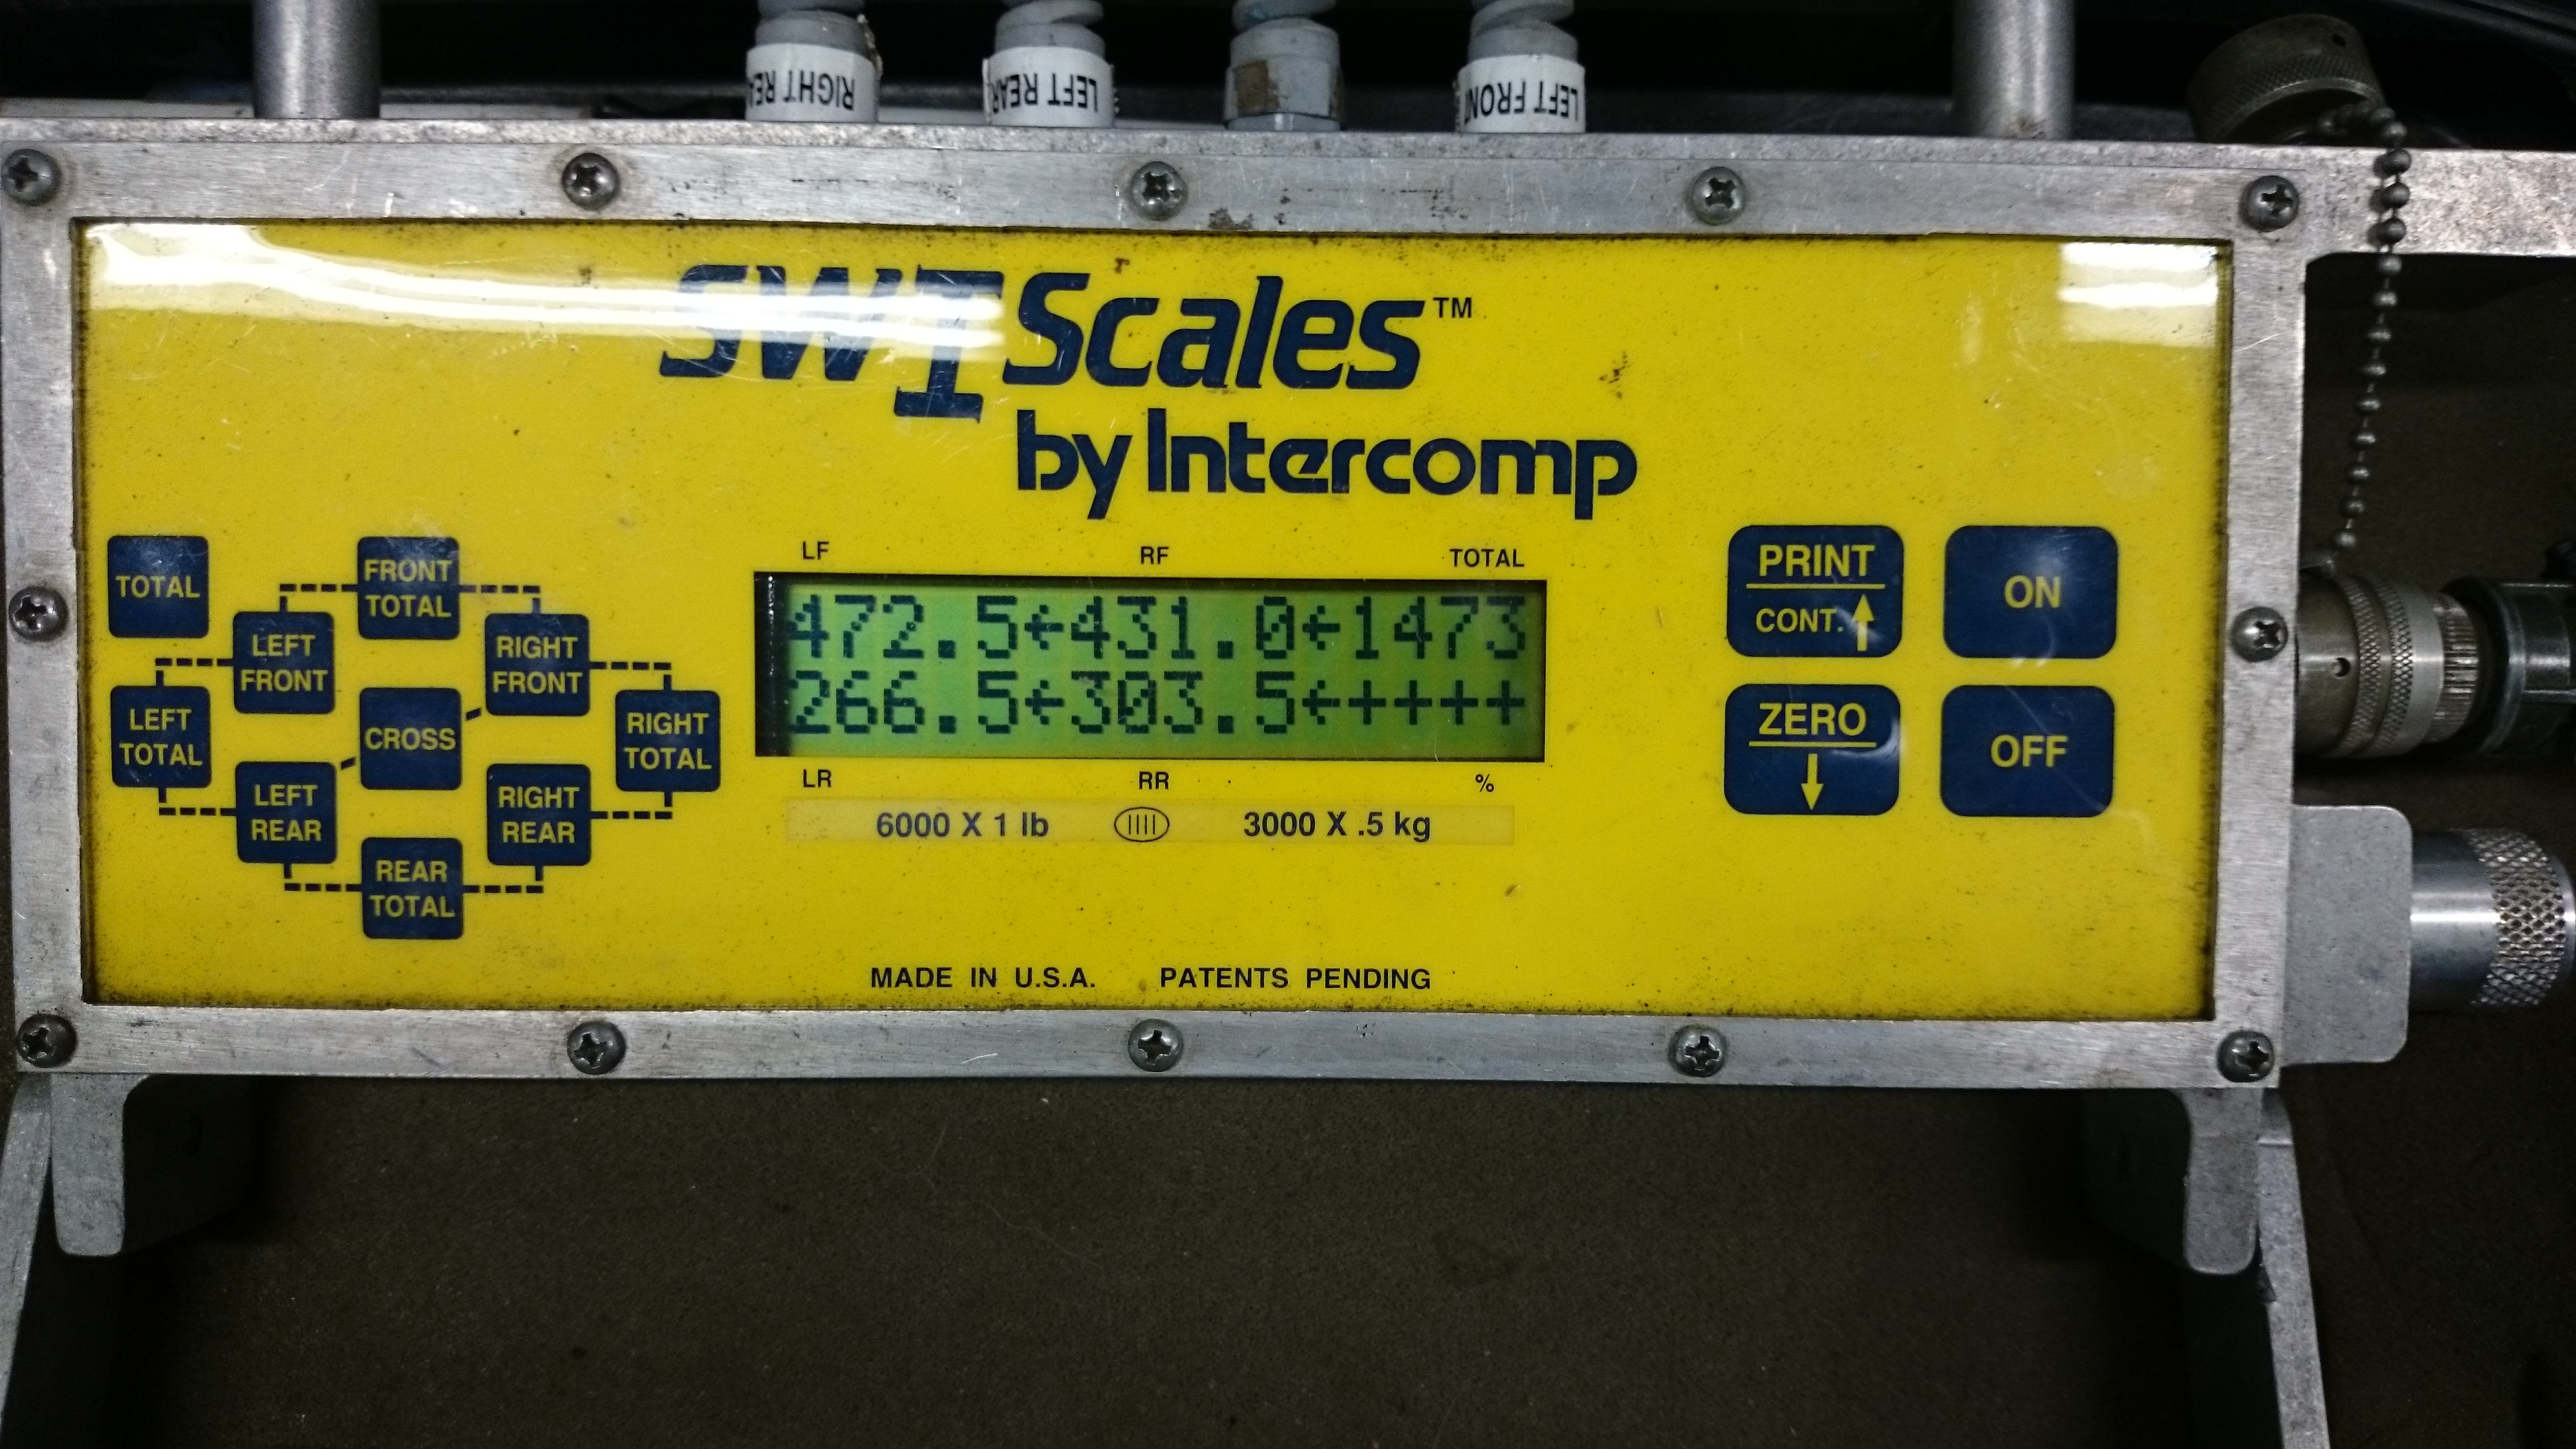 RIGHT REA
LEFT REAR
LEFT FRONT
SWI Scales™
by Intercomp
TOTAL
FRONT TOTAL
LEFT FRONT
RIGHT FRONT
LEFT TOTAL
CROSS
RIGHT TOTAL
LEFT REAR
RIGHT REAR
REAR TOTAL
LF RF TOTAL
472.5←431.0←1473
266.5←303.5←++++
LR RR %
6000 X 1 lb 3000 X .5 kg
PRINT
CONT.↑
ON
ZERO
↓
OFF
MADE IN U.S.A. PATENTS PENDING